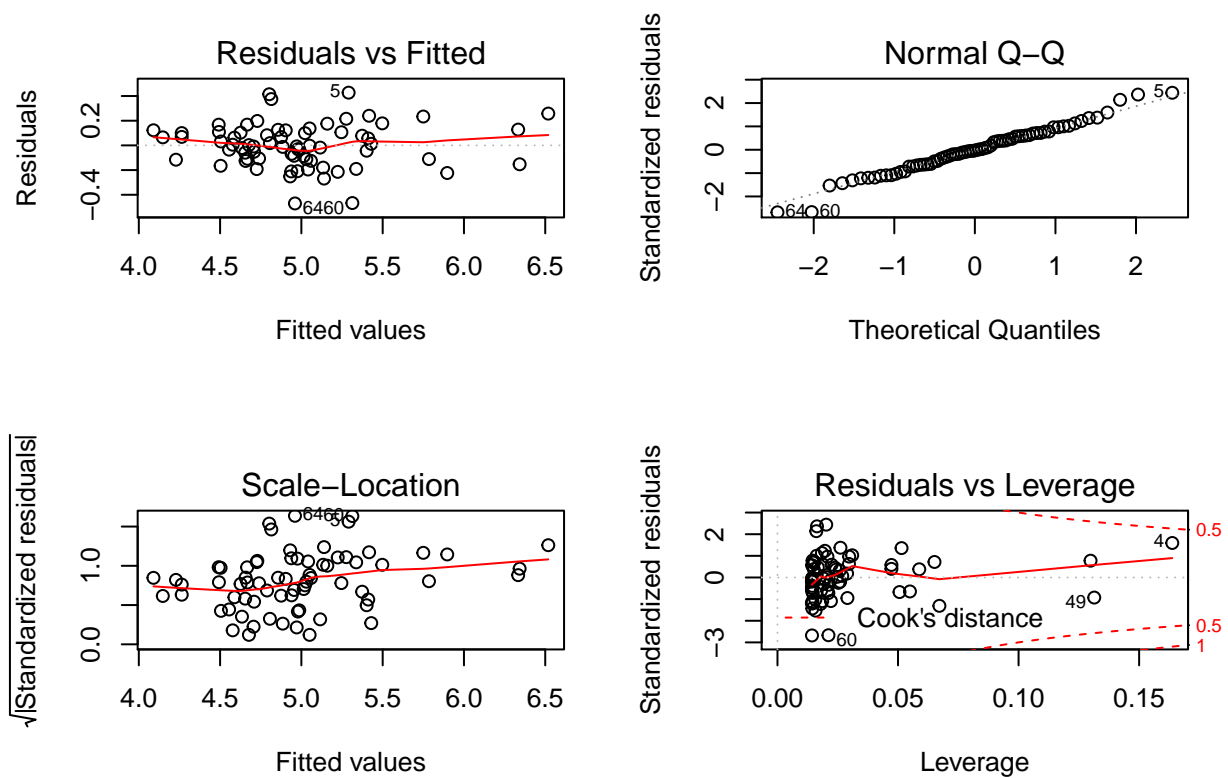 Residuals vs Fitted
Residuals
−0.4
0.2
5
6460
4.0 4.5 5.0 5.5 6.0 6.5
Fitted values
Normal Q−Q
Standardized residuals
−2
0
2
5
64 60
−2 −1 0 1 2
Theoretical Quantiles
Scale−Location
√|Standardized residuals|
0.0
1.0
6460
5
4.0 4.5 5.0 5.5 6.0 6.5
Fitted values
Residuals vs Leverage
Standardized residuals
−3
0
2
0.5
4
49
Cook's distance
60
0.5
1
0.00 0.05 0.10 0.15
Leverage